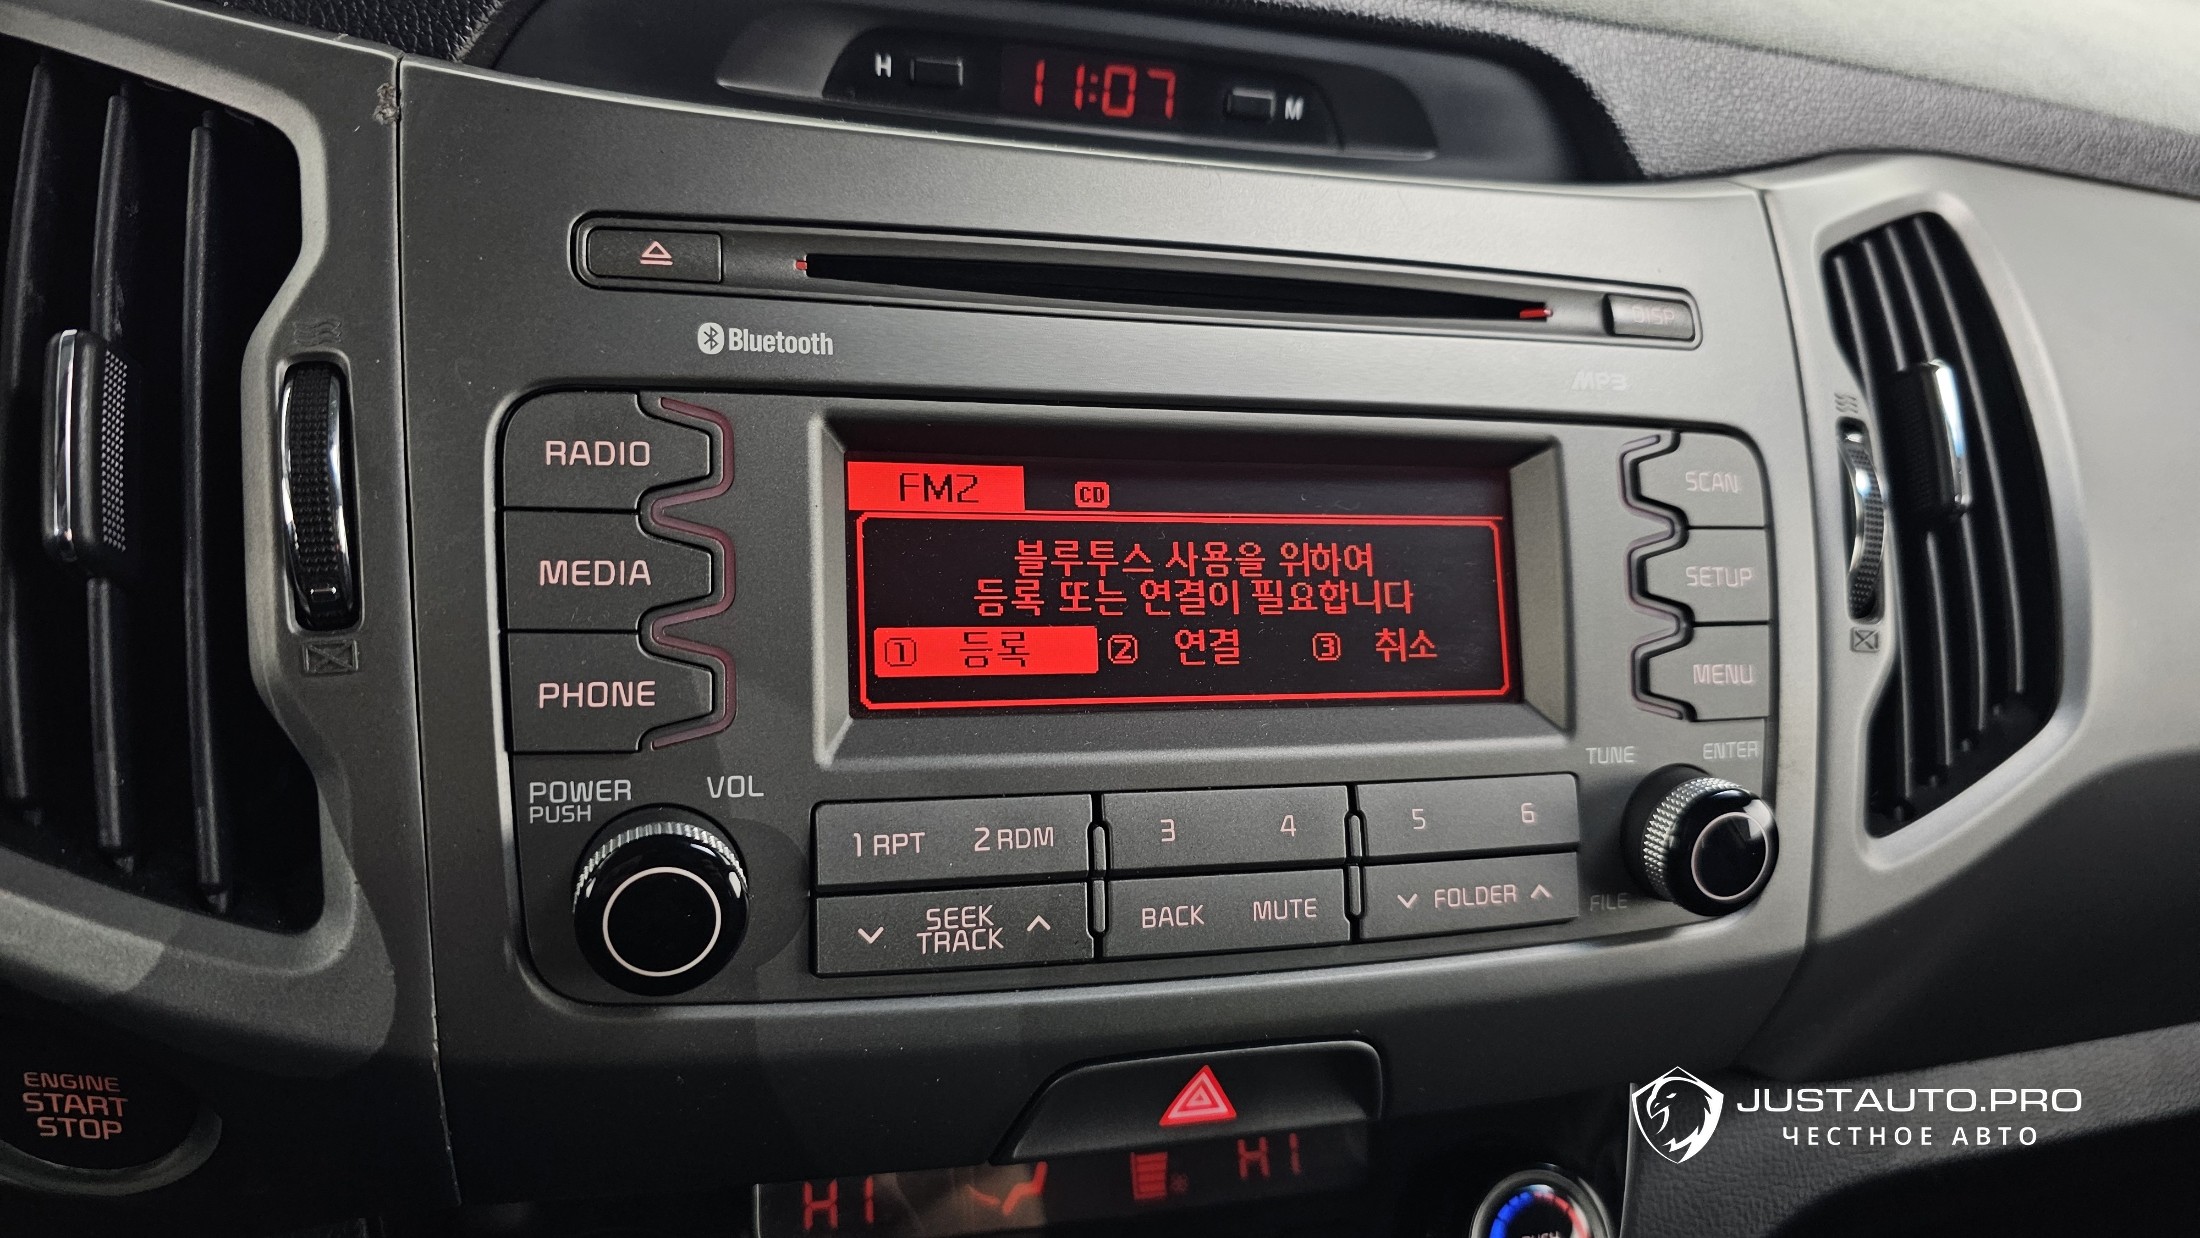 H 11:07 M
DISP
Bluetooth
MP3
RADIO
MEDIA
PHONE
FM2 CD
블루투스 사용을 위하여
등록 또는 연결이 필요합니다
① 등록 ② 연결 ③ 취소
SCAN
SETUP
MENU
POWER
PUSH
VOL
TUNE
ENTER
FILE
1 RPT 2 RDM 3 4 5 6
SEEK
TRACK
BACK MUTE FOLDER
ENGINE
START
STOP
HI HI
PUSH
JUSTAUTO.PRO
ЧЕСТНОЕ АВТО